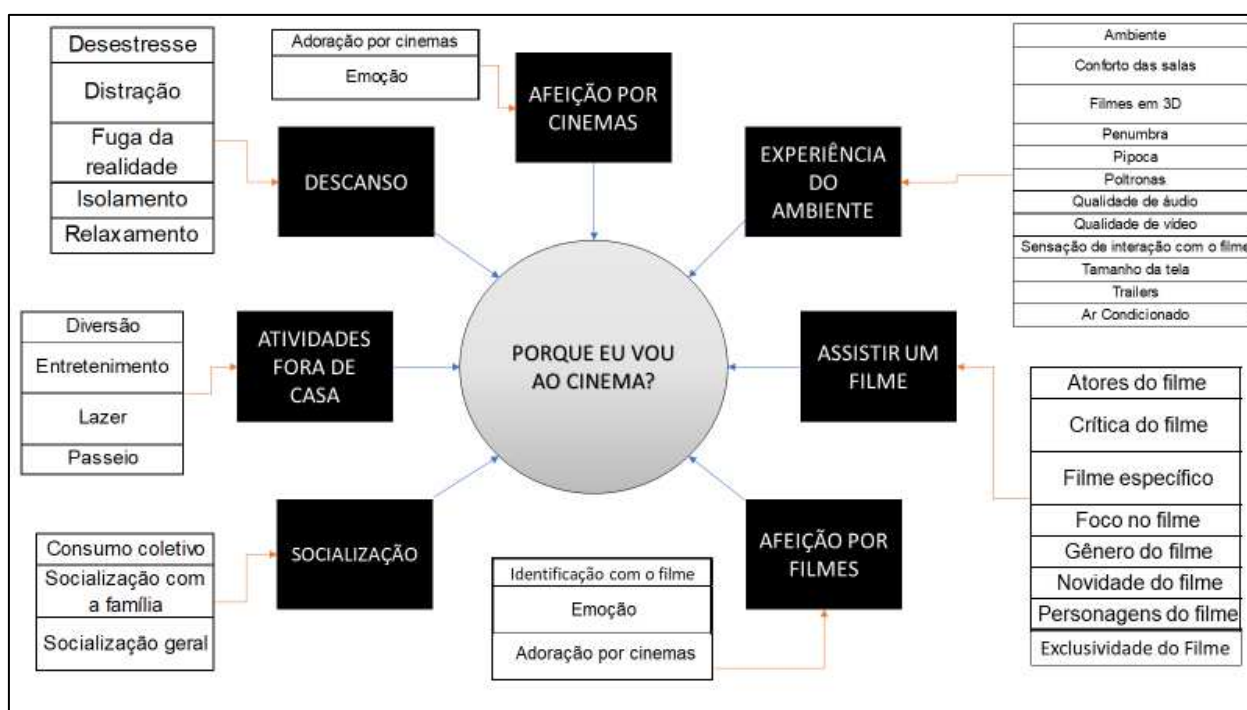 Desestresse
Distração
Fuga da
realidade
Isolamento
Relaxamento
DESCANSO
Adoração por cinemas
Emoção
AFEIÇÃO POR
CINEMAS
Ambiente
Conforto das salas
Filmes em 3D
Penumbra
Pipoca
Poltronas
Qualidade de áudio
Qualidade de vídeo
Sensação de interação com o filme
Tamanho da tela
Trailers
Ar Condicionado
EXPERIÊNCIA
DO
AMBIENTE
Diversão
Entretenimento
Lazer
Passeio
ATIVIDADES
FORA DE
CASA
PORQUE EU VOU
AO CINEMA?
ASSISTIR UM
FILME
Atores do filme
Crítica do filme
Filme específico
Foco no filme
Gênero do filme
Novidade do filme
Personagens do filme
Exclusividade do Filme
Consumo coletivo
Socialização com
a família
Socialização geral
SOCIALIZAÇÃO
Identificação com o filme
Emoção
Adoração por cinemas
AFEIÇÃO POR
FILMES